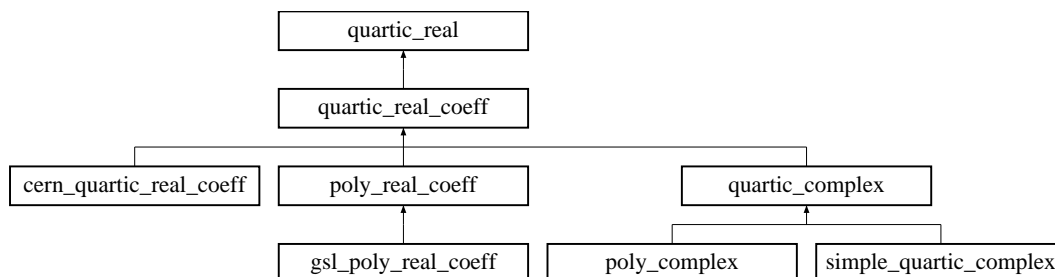 quartic_real
quartic_real_coeff
cern_quartic_real_coeff
poly_real_coeff
quartic_complex
gsl_poly_real_coeff
poly_complex
simple_quartic_complex